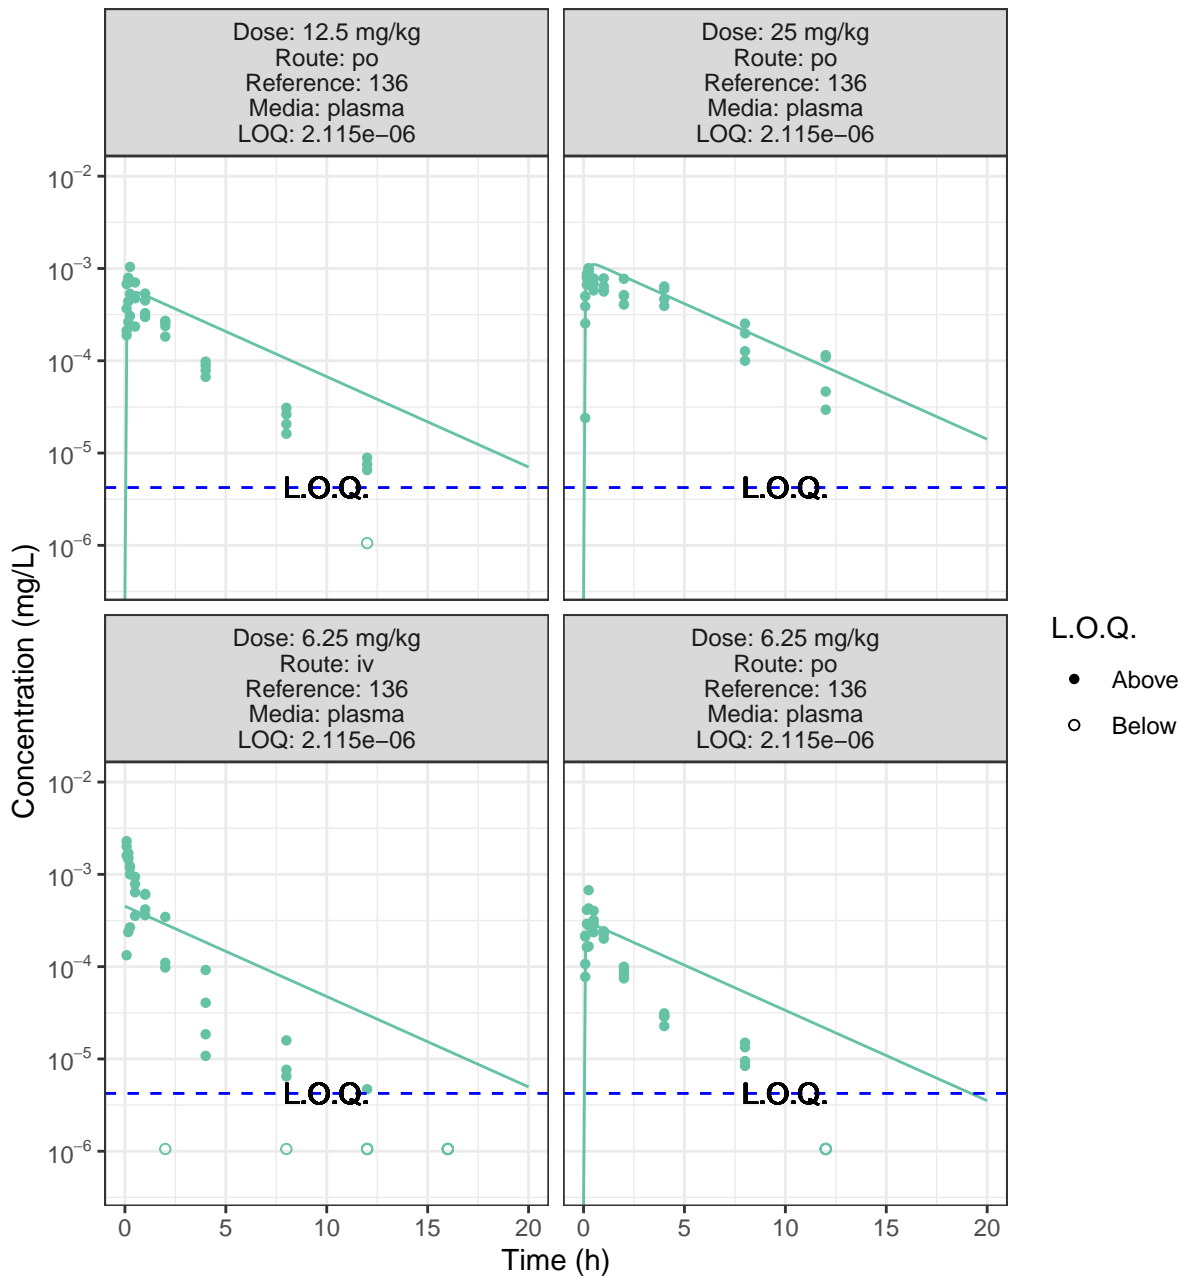 Dose: 12.5 mg/kg
Route: po
Reference: 136
Media: plasma
LOQ: 2.115e−06
Dose: 25 mg/kg
Route: po
Reference: 136
Media: plasma
LOQ: 2.115e−06
10−2
10−3
10−4
10−5
10−6
L.O.Q.
L.O.Q.
Dose: 6.25 mg/kg
Route: iv
Reference: 136
Media: plasma
LOQ: 2.115e−06
Dose: 6.25 mg/kg
Route: po
Reference: 136
Media: plasma
LOQ: 2.115e−06
10−2
10−3
10−4
10−5
10−6
L.O.Q.
L.O.Q.
0 5 10 15 20
0 5 10 15 20
Time (h)
Concentration (mg/L)
L.O.Q.
Above
Below